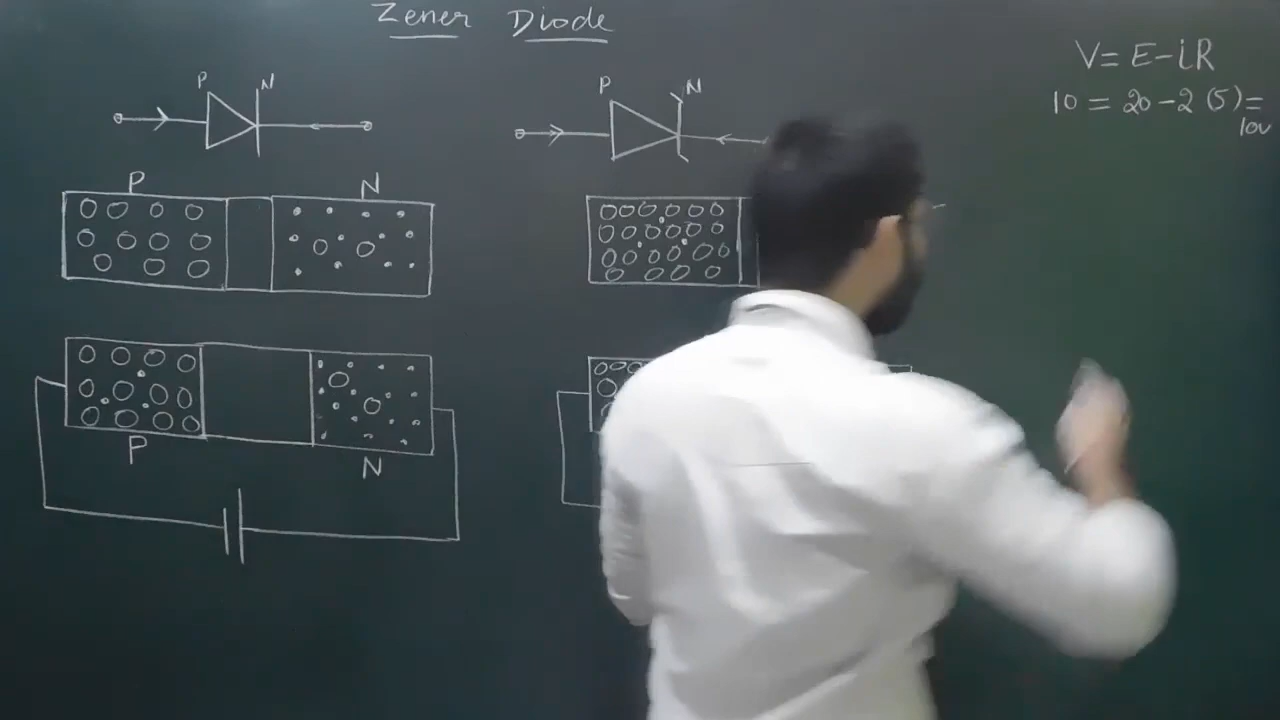 Zener Diode
V= E-iR
10 = 20-2 (5)=
10V
P N
P N
P N
P N